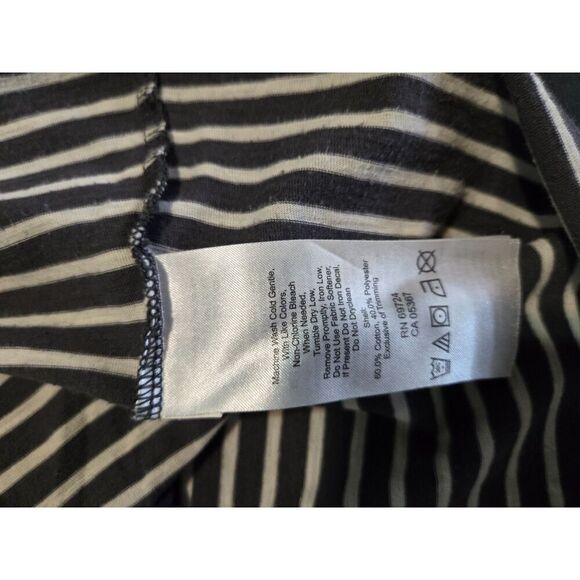 Machine Wash Cold Gentle,
With Like Colors,
Non-Chlorine Bleach
When Needed,
Tumble Dry Low,
Remove Promptly, Iron Low,
Do Not Use Fabric Softener,
If Present Do Not Iron Decal,
Do Not Dryclean
Shell:
60.0% Cotton, 40.0% Polyester
Exclusive of Trimming
RN 09724
CA 05367